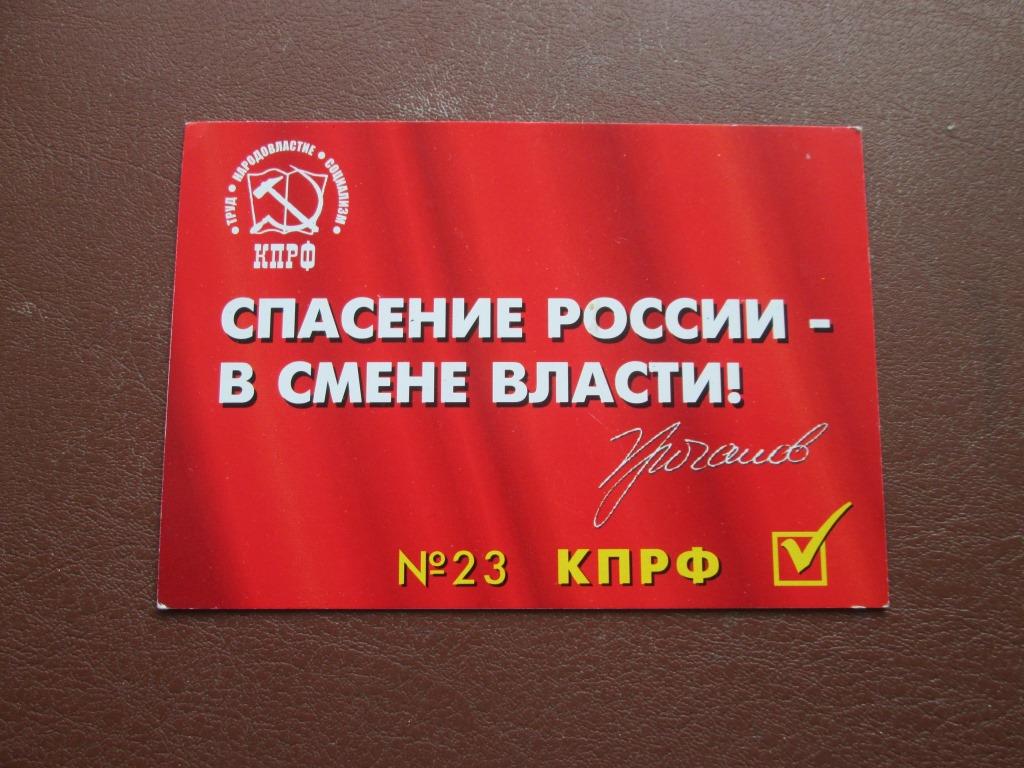 • ТРУД • НАРОДОВЛАСТИЕ • СОЦИАЛИЗМ •
КПРФ
СПАСЕНИЕ РОССИИ -
В СМЕНЕ ВЛАСТИ!
№23 КПРФ